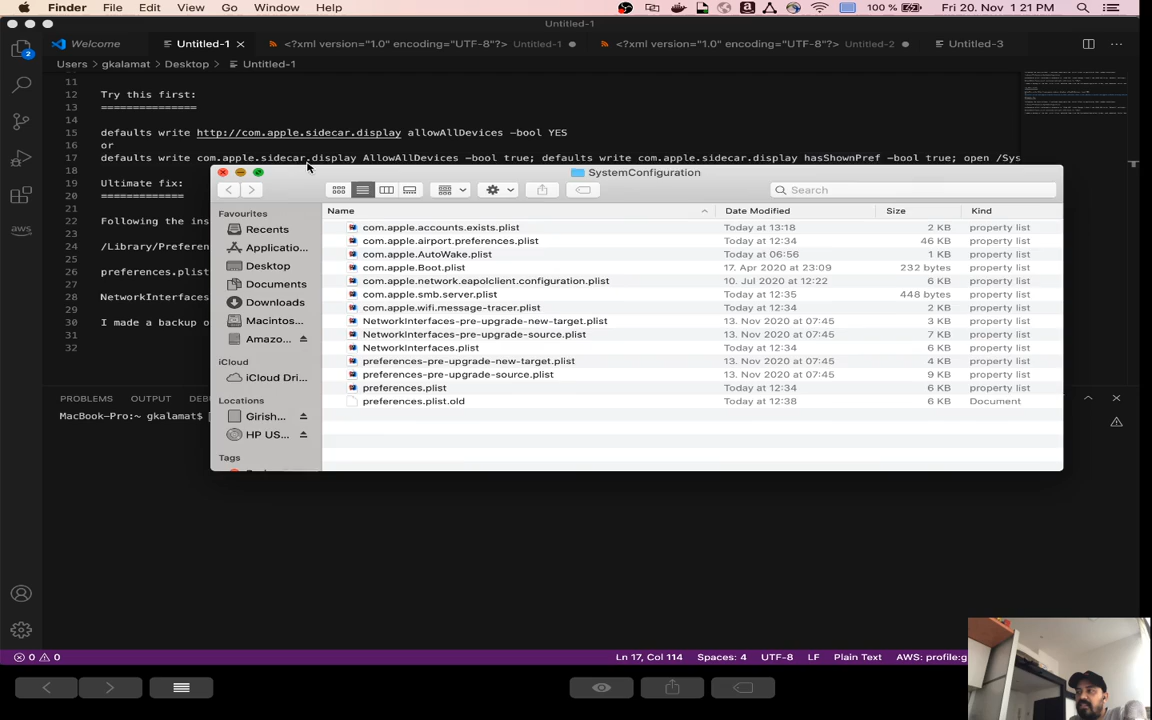 Finder File Edit View Go Window Help 100 % Fri 20. Nov 1 21 PM
Untitled-1
2
Welcome Untitled-1 <?xml version="1.0" encoding="UTF-8"?> Untitled-1 <?xml version="1.0" encoding="UTF-8"?> Untitled-2 Untitled-3
Users > gkalamat > Desktop > Untitled-1
11
12 Try this first:
13 ===============
14
15 defaults write http://com.apple.sidecar.display allowAllDevices –bool YES
16 or
17 defaults write com.apple.sidecar.display AllowAllDevices –bool true; defaults write com.apple.sidecar.display hasShownPref –bool true; open /Sys
18
19 Ultimate fix:
20 =============
21
22 Following the ins
23
24 /Library/Preferen
25
26 preferences.plist
27
28 NetworkInterfaces
29
30 I made a backup o
31
32
SystemConfiguration
Search
Favourites
Recents
Applicatio...
Desktop
Documents
Downloads
Macintos...
Amazo...
iCloud
iCloud Dri...
Locations
Girish...
HP US...
Tags
Name Date Modified Size Kind
com.apple.accounts.exists.plist Today at 13:18 2 KB property list
com.apple.airport.preferences.plist Today at 12:34 46 KB property list
com.apple.AutoWake.plist Today at 06:56 1 KB property list
com.apple.Boot.plist 17. Apr 2020 at 23:09 232 bytes property list
com.apple.network.eapolclient.configuration.plist 10. Jul 2020 at 12:22 6 KB property list
com.apple.smb.server.plist Today at 12:35 448 bytes property list
com.apple.wifi.message-tracer.plist Today at 12:34 2 KB property list
NetworkInterfaces-pre-upgrade-new-target.plist 13. Nov 2020 at 07:45 3 KB property list
NetworkInterfaces-pre-upgrade-source.plist 13. Nov 2020 at 07:45 7 KB property list
NetworkInterfaces.plist Today at 12:34 6 KB property list
preferences-pre-upgrade-new-target.plist 13. Nov 2020 at 07:45 4 KB property list
preferences-pre-upgrade-source.plist 13. Nov 2020 at 07:45 9 KB property list
preferences.plist Today at 12:34 6 KB property list
preferences.plist.old Today at 12:38 6 KB Document
PROBLEMS OUTPUT DEB
MacBook-Pro:~ gkalamat$
0 0 Ln 17, Col 114 Spaces: 4 UTF-8 LF Plain Text AWS: profile:g